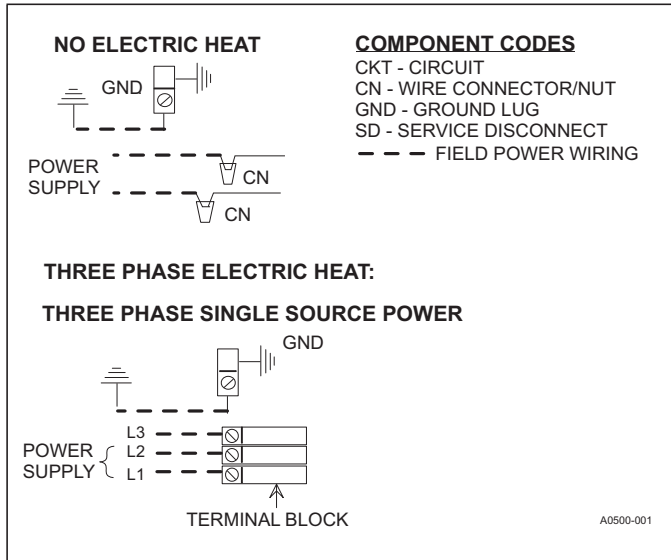 NO ELECTRIC HEAT
GND
POWER
SUPPLY
CN
CN
COMPONENT CODES
CKT - CIRCUIT
CN - WIRE CONNECTOR/NUT
GND - GROUND LUG
SD - SERVICE DISCONNECT
FIELD POWER WIRING
THREE PHASE ELECTRIC HEAT:
THREE PHASE SINGLE SOURCE POWER
GND
L3
POWER
SUPPLY
L2
L1
TERMINAL BLOCK
A0500-001